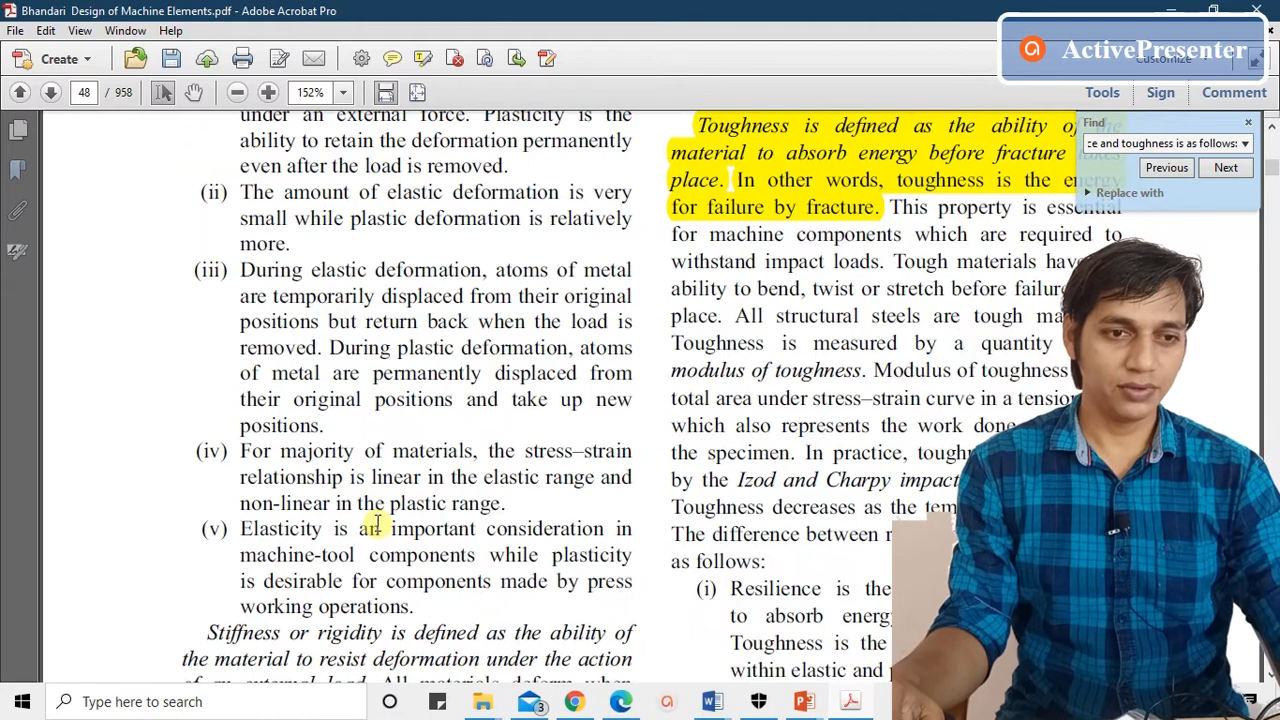 Bhandari Design of Machine Elements.pdf - Adobe Acrobat Pro
File Edit View Window Help
ActivePresenter
Create
Customize
48 / 958
152%
Tools Sign Comment
Find
:e and toughness is as follows:
Previous Next
Replace with
under an external force. Plasticity is the
ability to retain the deformation permanently
even after the load is removed.
(ii) The amount of elastic deformation is very
small while plastic deformation is relatively
more.
(iii) During elastic deformation, atoms of metal
are temporarily displaced from their original
positions but return back when the load is
removed. During plastic deformation, atoms
of metal are permanently displaced from
their original positions and take up new
positions.
(iv) For majority of materials, the stress–strain
relationship is linear in the elastic range and
non-linear in the plastic range.
(v) Elasticity is an important consideration in
machine-tool components while plasticity
is desirable for components made by press
working operations.
Stiffness or rigidity is defined as the ability of
the material to resist deformation under the action
of an external load. All materials deform when
Toughness is defined as the ability of the
material to absorb energy before fracture takes
place. In other words, toughness is the energy
for failure by fracture. This property is essential
for machine components which are required to
withstand impact loads. Tough materials have
ability to bend, twist or stretch before failure
place. All structural steels are tough
Toughness is measured by a quantity
modulus of toughness. Modulus of toughness
total area under stress–strain curve in a tension
which also represents the work done
the specimen. In practice,
by the Izod and Charpy impact
Toughness decreases as the
The difference between
as follows:
(i) Resilience is the
to absorb
Toughness is the
within elastic and
Type here to search
3